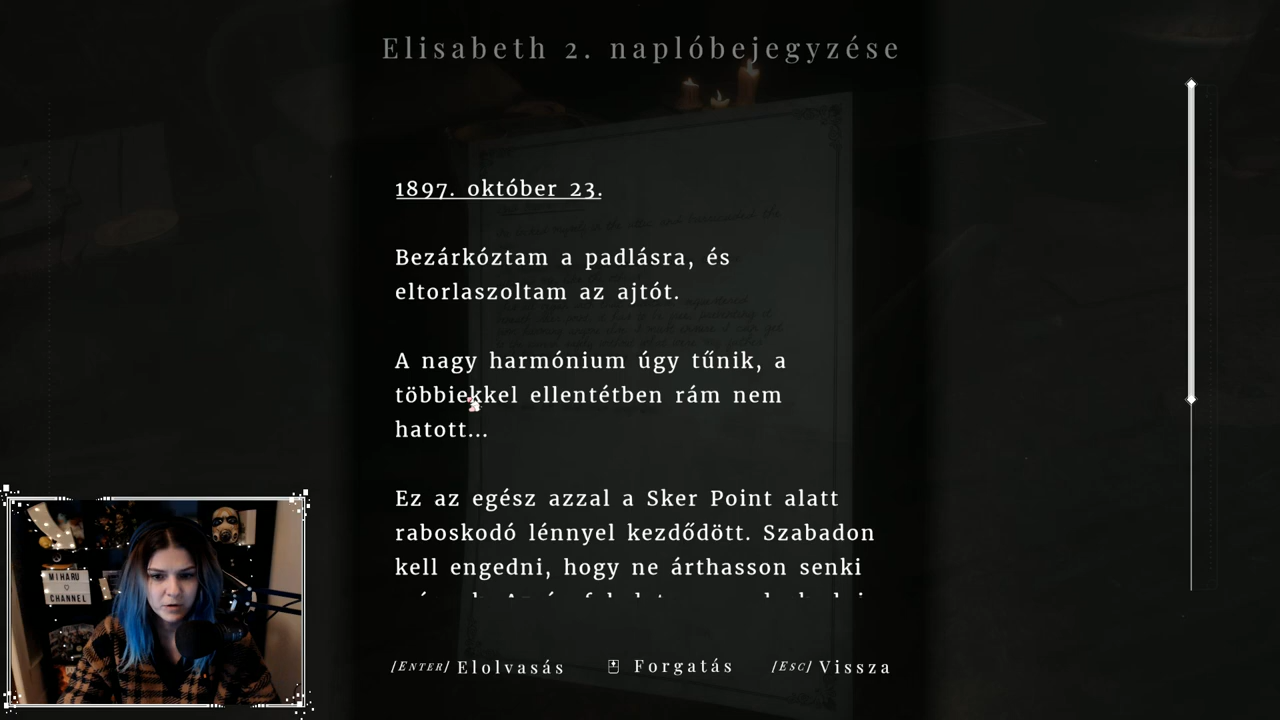 Elisabeth 2. naplóbejegyzése
1897. október 23.
Bezárkóztam a padlásra, és
eltorlaszoltam az ajtót.
A nagy harmónium úgy tűnik, a
többiekkel ellentétben rám nem
hatott...
Ez az egész azzal a Sker Point alatt
raboskodó lénnyel kezdődött. Szabadon
kell engedni, hogy ne árthasson senki
/ENTER/ Elolvasás
Forgatás
/ESC/ Vissza
MIHARU
CHANNEL